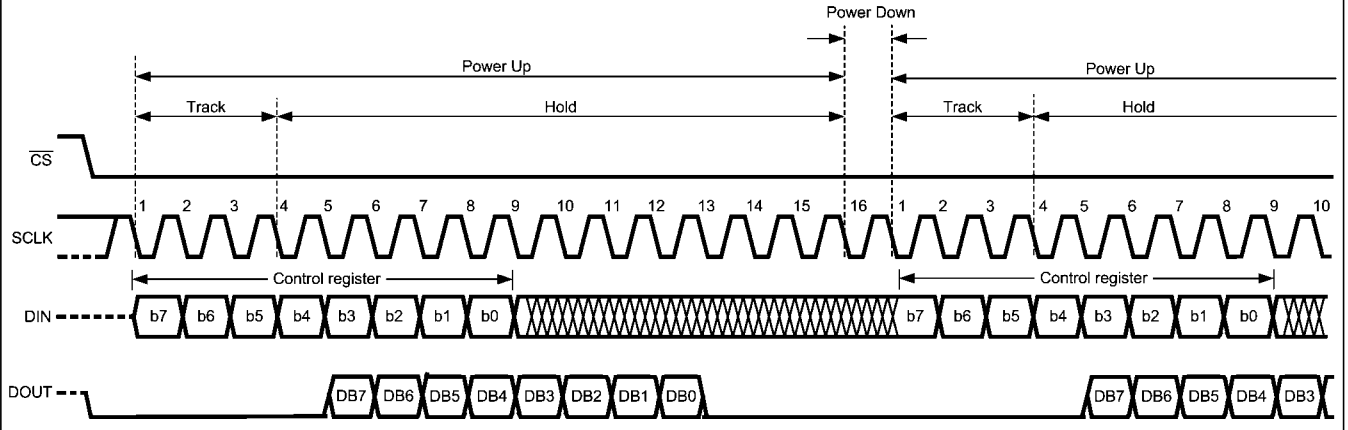 Power Down
Power Up
Power Up
Track Hold Track Hold
CS
1 2 3 4 5 6 7 8 9 10 11 12 13 14 15 16 1 2 3 4 5 6 7 8 9 10
SCLK
Control register Control register
DIN b7 b6 b5 b4 b3 b2 b1 b0 b7 b6 b5 b4 b3 b2 b1 b0
DOUT DB7 DB6 DB5 DB4 DB3 DB2 DB1 DB0 DB7 DB6 DB5 DB4 DB3